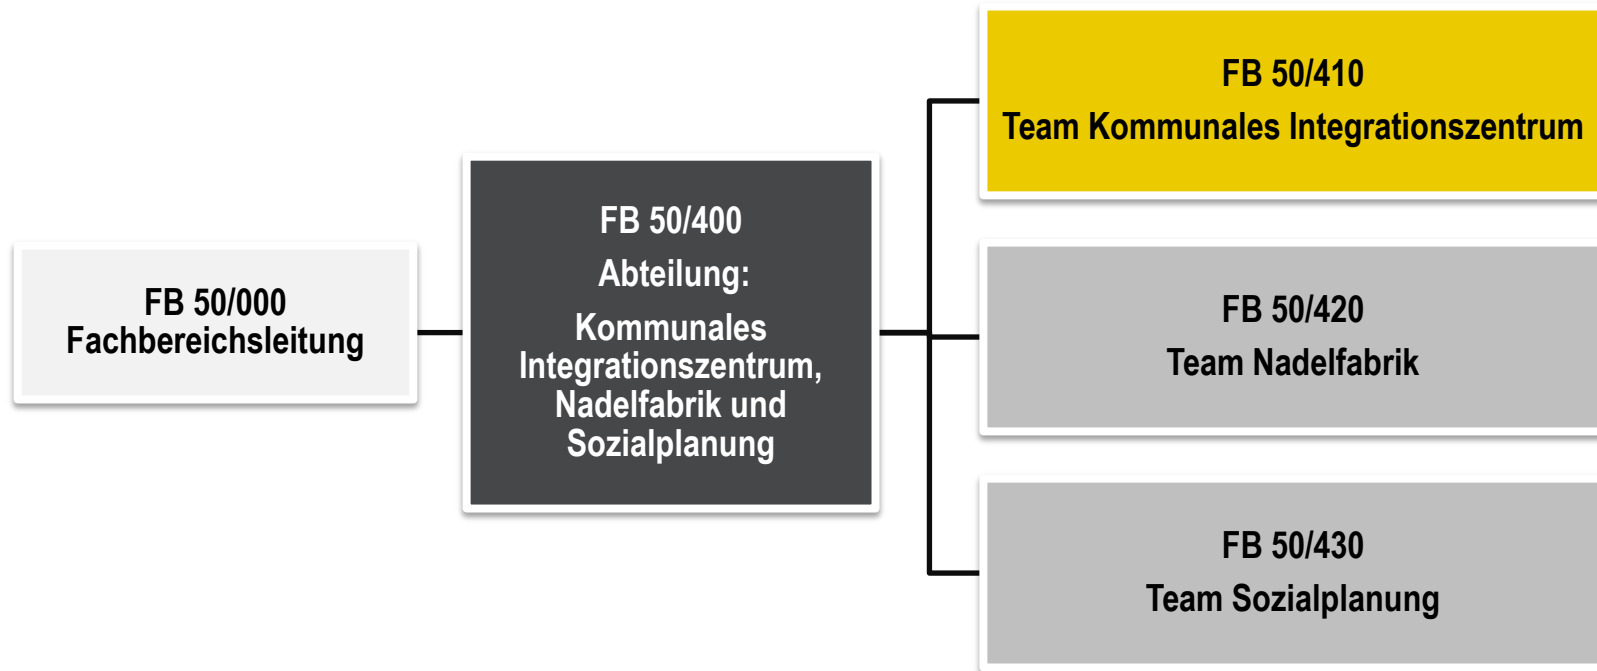 FB 50/000
Fachbereichsleitung
FB 50/400
Abteilung:
Kommunales
Integrationszentrum,
Nadelfabrik und
Sozialplanung
FB 50/410
Team Kommunales Integrationszentrum
FB 50/420
Team Nadelfabrik
FB 50/430
Team Sozialplanung